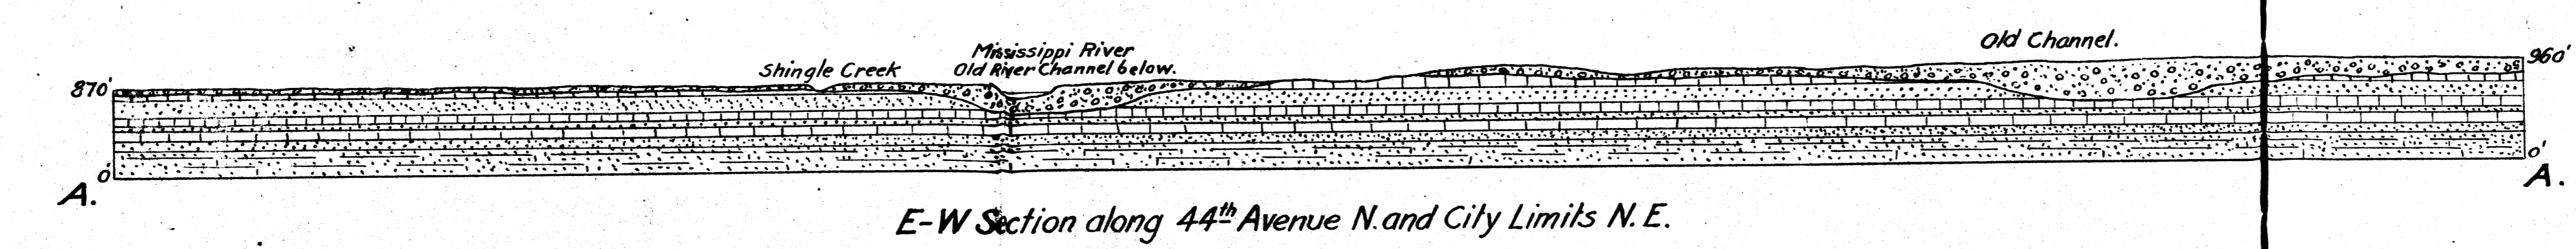 Old Channel.
Mississippi River
Shingle Creek
Old River Channel below.
870'
960'
0'
0'
A.
A.
E-W Section along 44th Avenue N. and City Limits N.E.